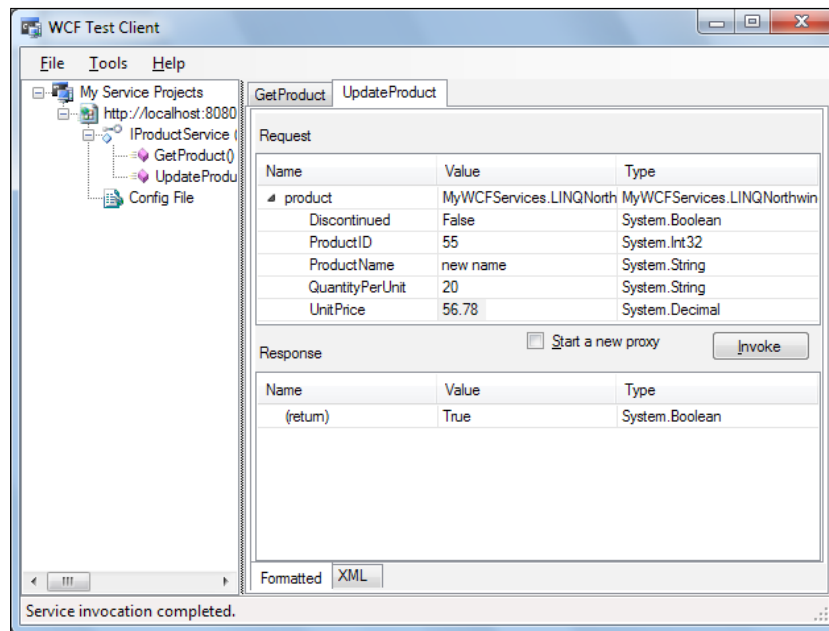 WCF Test Client
File Tools Help
My Service Projects
http://localhost:8080
IProductService (
GetProduct()
UpdateProdu
Config File
GetProduct UpdateProduct
Request
Name Value Type
product MyWCFServices.LINQNorth MyWCFServices.LINQNorthwin
Discontinued False System.Boolean
ProductID 55 System.Int32
ProductName new name System.String
QuantityPerUnit 20 System.String
UnitPrice 56.78 System.Decimal
Start a new proxy Invoke
Response
Name Value Type
(return) True System.Boolean
Formatted XML
Service invocation completed.